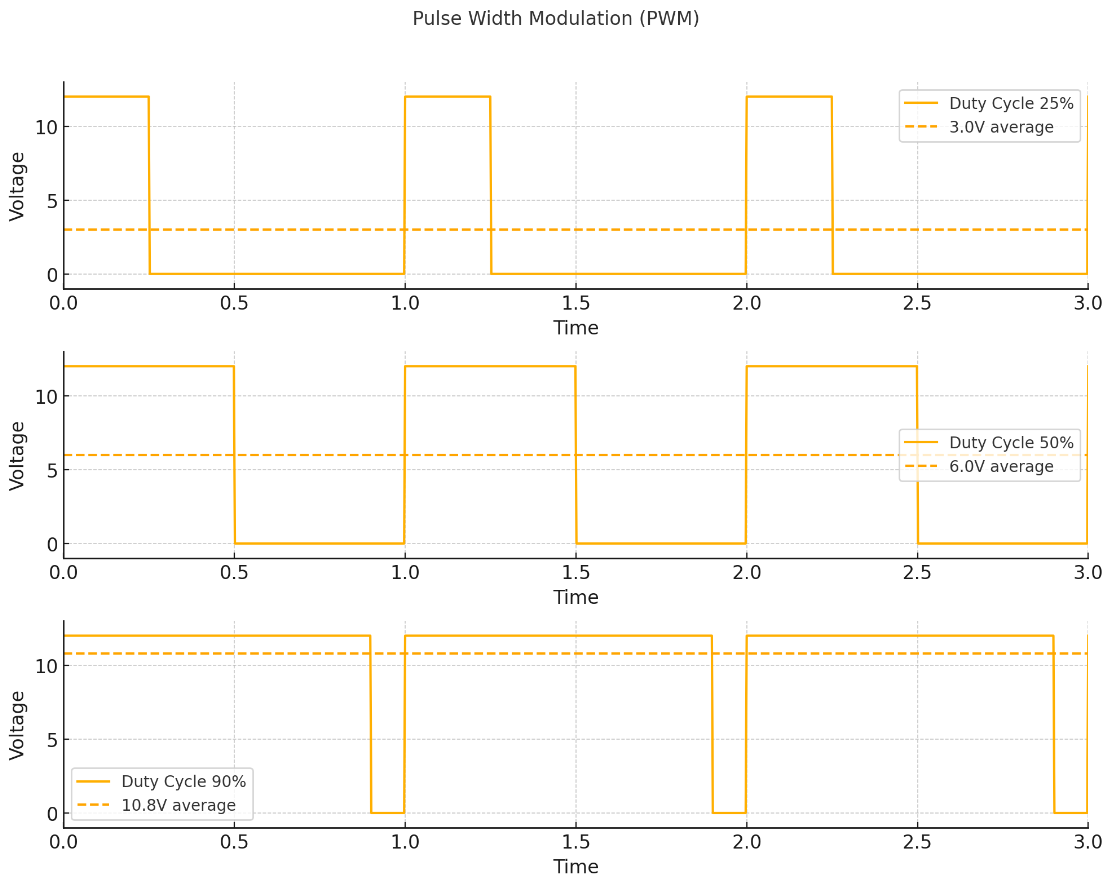 Pulse Width Modulation (PWM)
Duty Cycle 25%
3.0V average
Voltage
10
5
0
0.0 0.5 1.0 1.5 2.0 2.5 3.0
Time
Duty Cycle 50%
6.0V average
Voltage
10
5
0
0.0 0.5 1.0 1.5 2.0 2.5 3.0
Time
Voltage
10
5
0
Duty Cycle 90%
10.8V average
0.0 0.5 1.0 1.5 2.0 2.5 3.0
Time